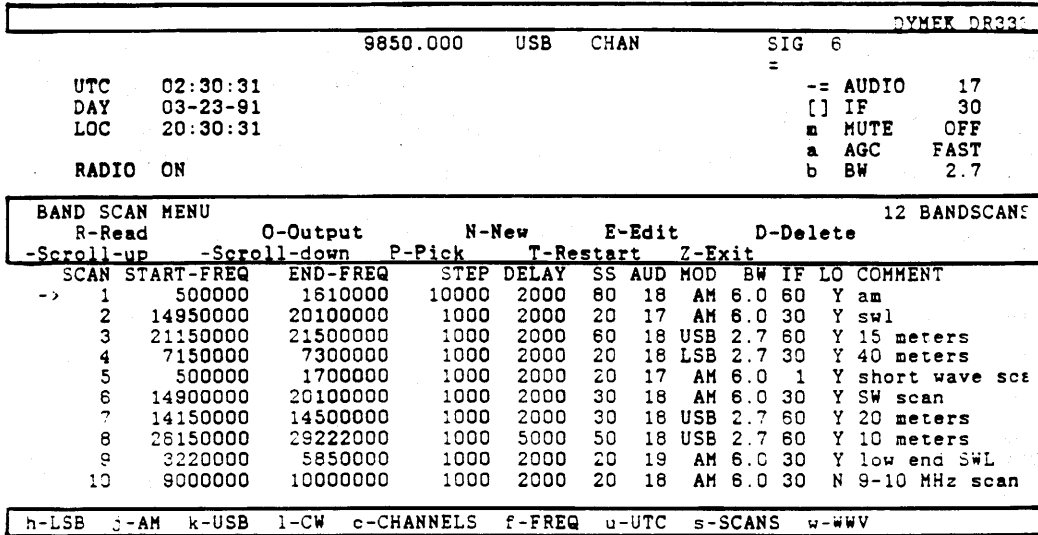 DYMEK DR333
9850.000 USB CHAN SIG 6
=
UTC 02:30:31 -= AUDIO 17
DAY 03-23-91 [] IF 30
LOC 20:30:31 m MUTE OFF
a AGC FAST
RADIO ON b BW 2.7
BAND SCAN MENU 12 BANDSCANS
R-Read O-Output N-New E-Edit D-Delete
-Scroll-up -Scroll-down P-Pick T-Restart Z-Exit
SCAN START-FREQ END-FREQ STEP DELAY SS AUD MOD BW IF LO COMMENT
-> 1 500000 1610000 10000 2000 80 18 AM 6.0 60 Y am
2 14950000 20100000 1000 2000 20 17 AM 6.0 30 Y swl
3 21150000 21500000 1000 2000 60 18 USB 2.7 60 Y 15 meters
4 7150000 7300000 1000 2000 20 18 LSB 2.7 30 Y 40 meters
5 500000 1700000 1000 2000 20 17 AM 6.0 1 Y short wave sca
6 14900000 20100000 1000 2000 30 18 AM 6.0 30 Y SW scan
7 14150000 14500000 1000 2000 30 18 USB 2.7 60 Y 20 meters
8 28150000 29222000 1000 5000 50 18 USB 2.7 60 Y 10 meters
9 3220000 5850000 1000 2000 20 19 AM 6.0 30 Y low end SWL
10 9000000 10000000 1000 2000 20 18 AM 6.0 30 N 9-10 MHz scan
h-LSB j-AM k-USB l-CW c-CHANNELS f-FREQ u-UTC s-SCANS w-WWV